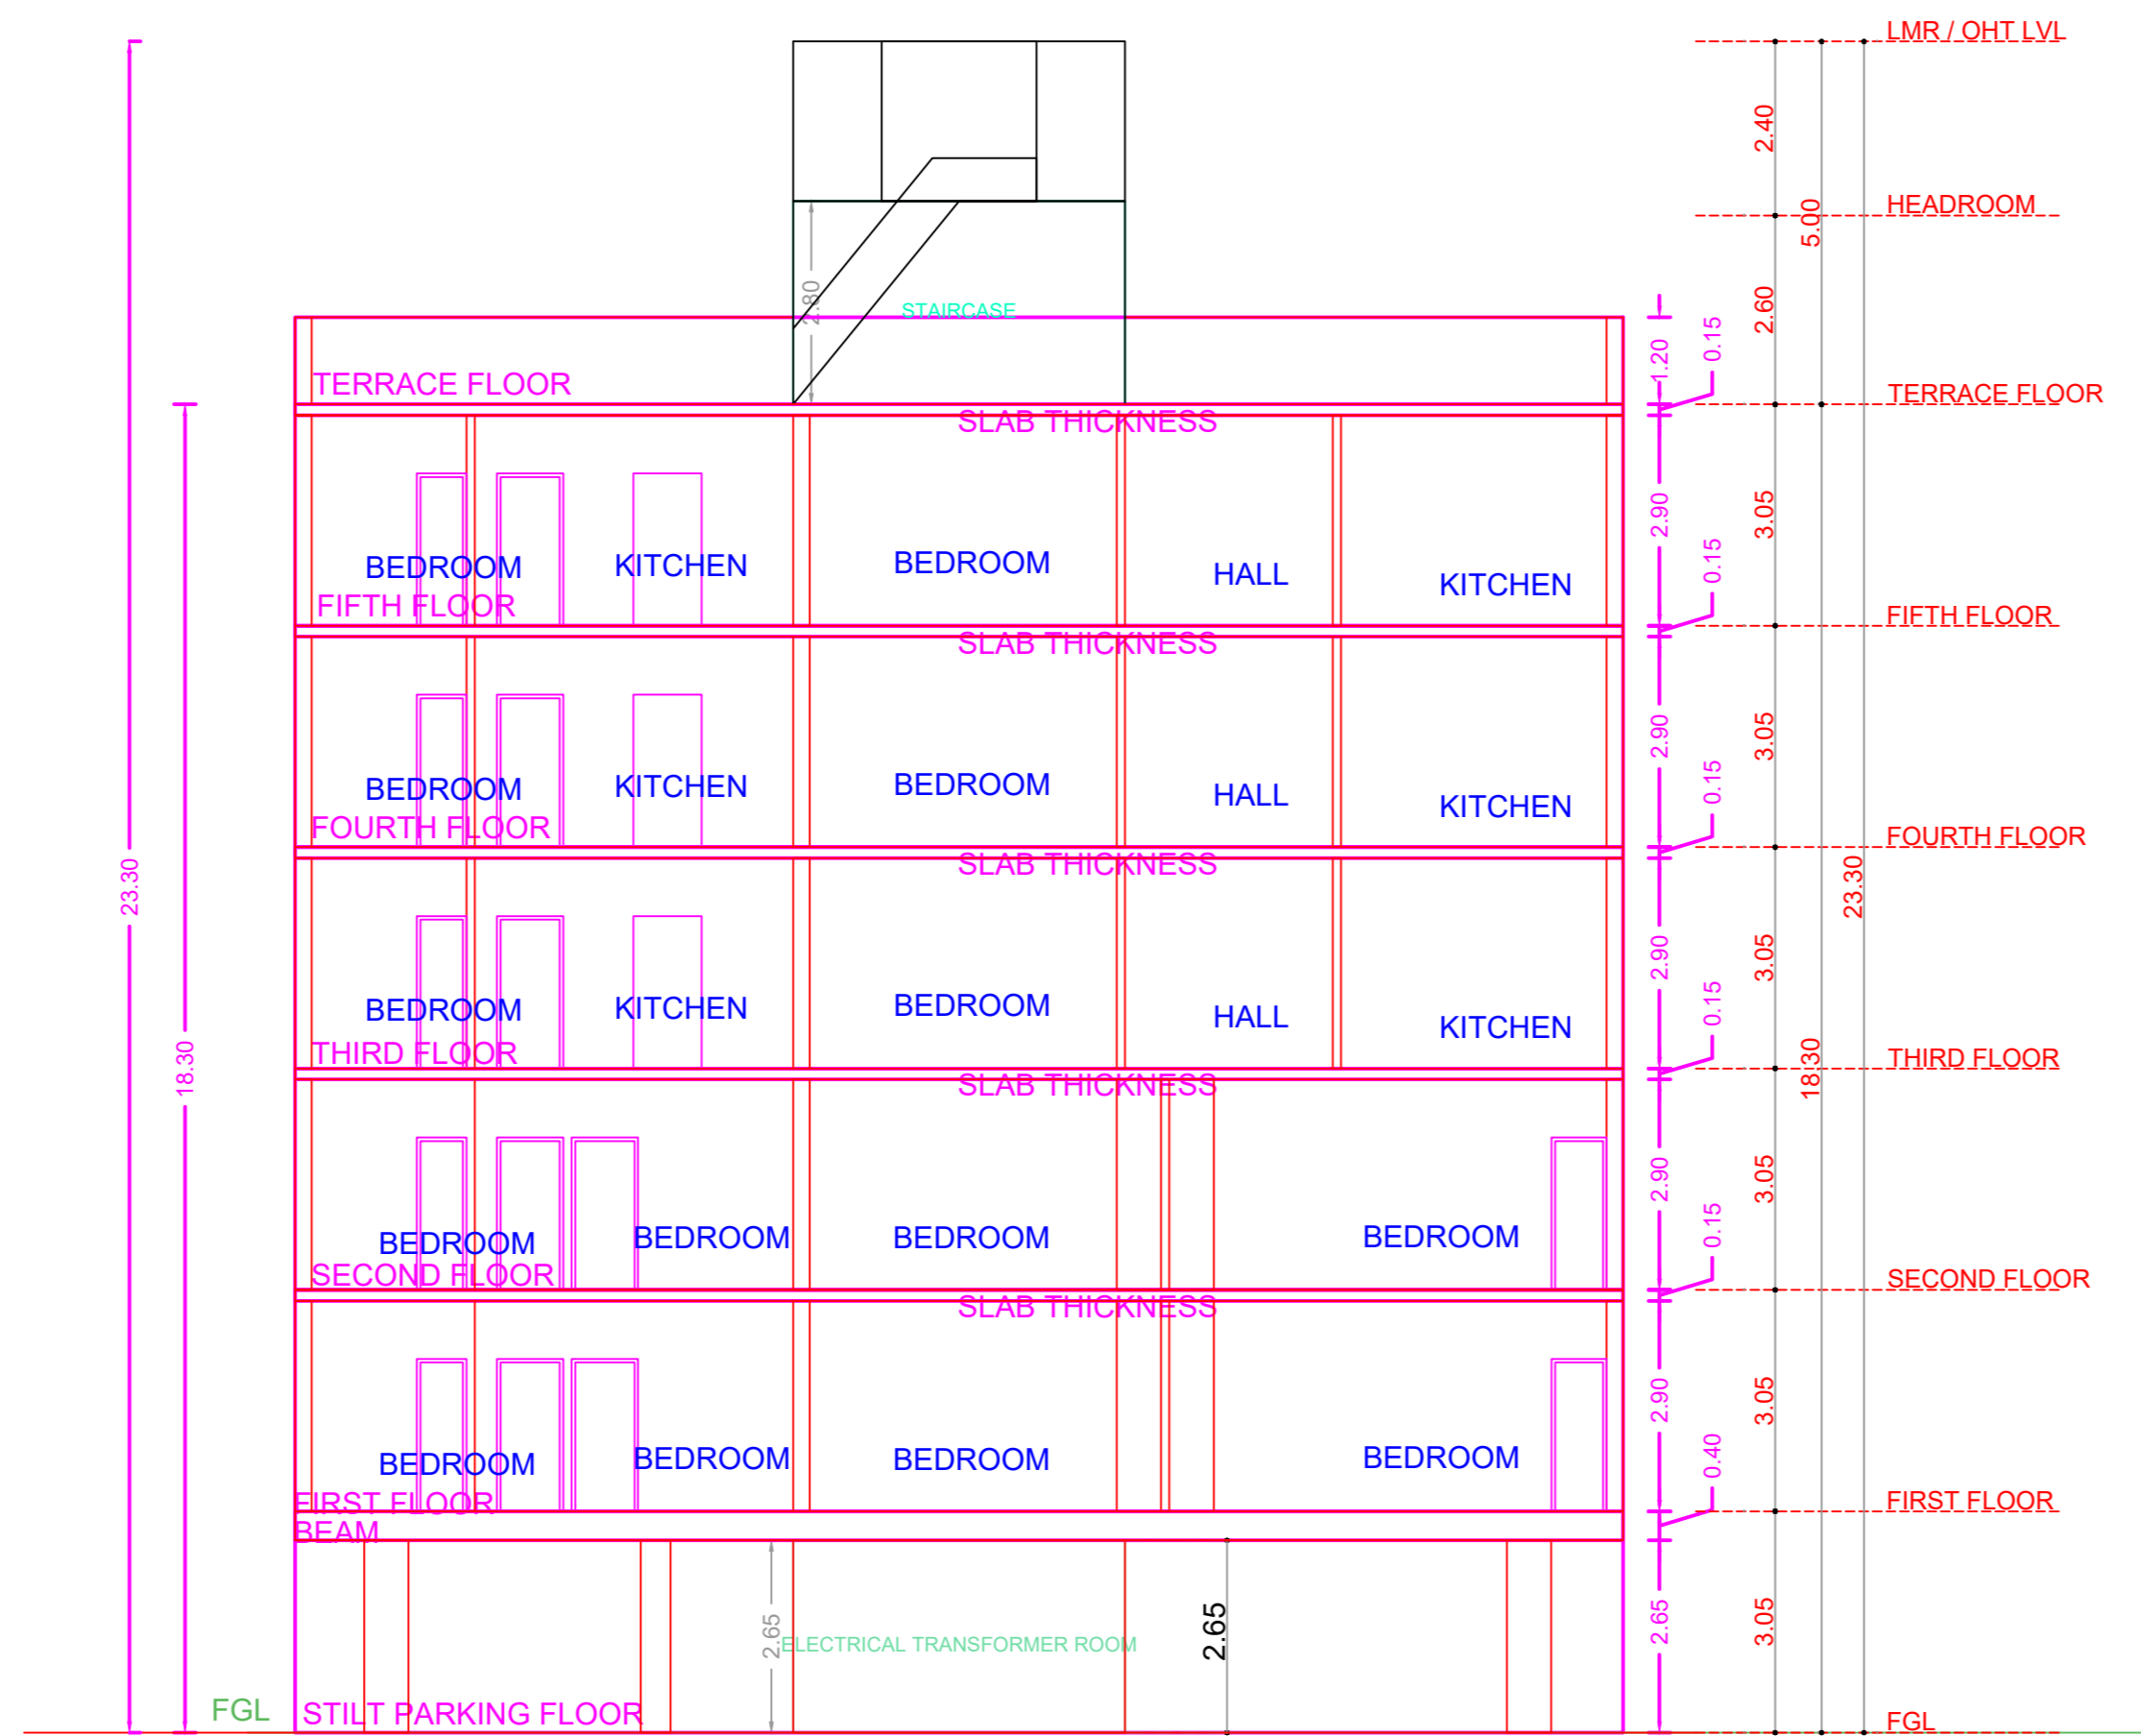 LMR / OHT LVL
2.40
HEADROOM
5.00
2.80
STAIRCASE
2.60
0.15
1.20
TERRACE FLOOR
TERRACE FLOOR
SLAB THICKNESS
2.90
3.05
BEDROOM
KITCHEN
BEDROOM
HALL
KITCHEN
0.15
FIFTH FLOOR
FIFTH FLOOR
SLAB THICKNESS
2.90
3.05
BEDROOM
KITCHEN
BEDROOM
HALL
KITCHEN
0.15
FOURTH FLOOR
FOURTH FLOOR
SLAB THICKNESS
23.30
23.30
2.90
3.05
BEDROOM
KITCHEN
BEDROOM
HALL
KITCHEN
0.15
THIRD FLOOR
THIRD FLOOR
18.30
18.30
SLAB THICKNESS
2.90
3.05
BEDROOM
BEDROOM
BEDROOM
BEDROOM
0.15
SECOND FLOOR
SECOND FLOOR
SLAB THICKNESS
2.90
3.05
BEDROOM
BEDROOM
BEDROOM
BEDROOM
0.40
FIRST FLOOR
FIRST FLOOR
BEAM
2.65
ELECTRICAL TRANSFORMER ROOM
2.65
2.65
3.05
FGL
STILT PARKING FLOOR
FGL